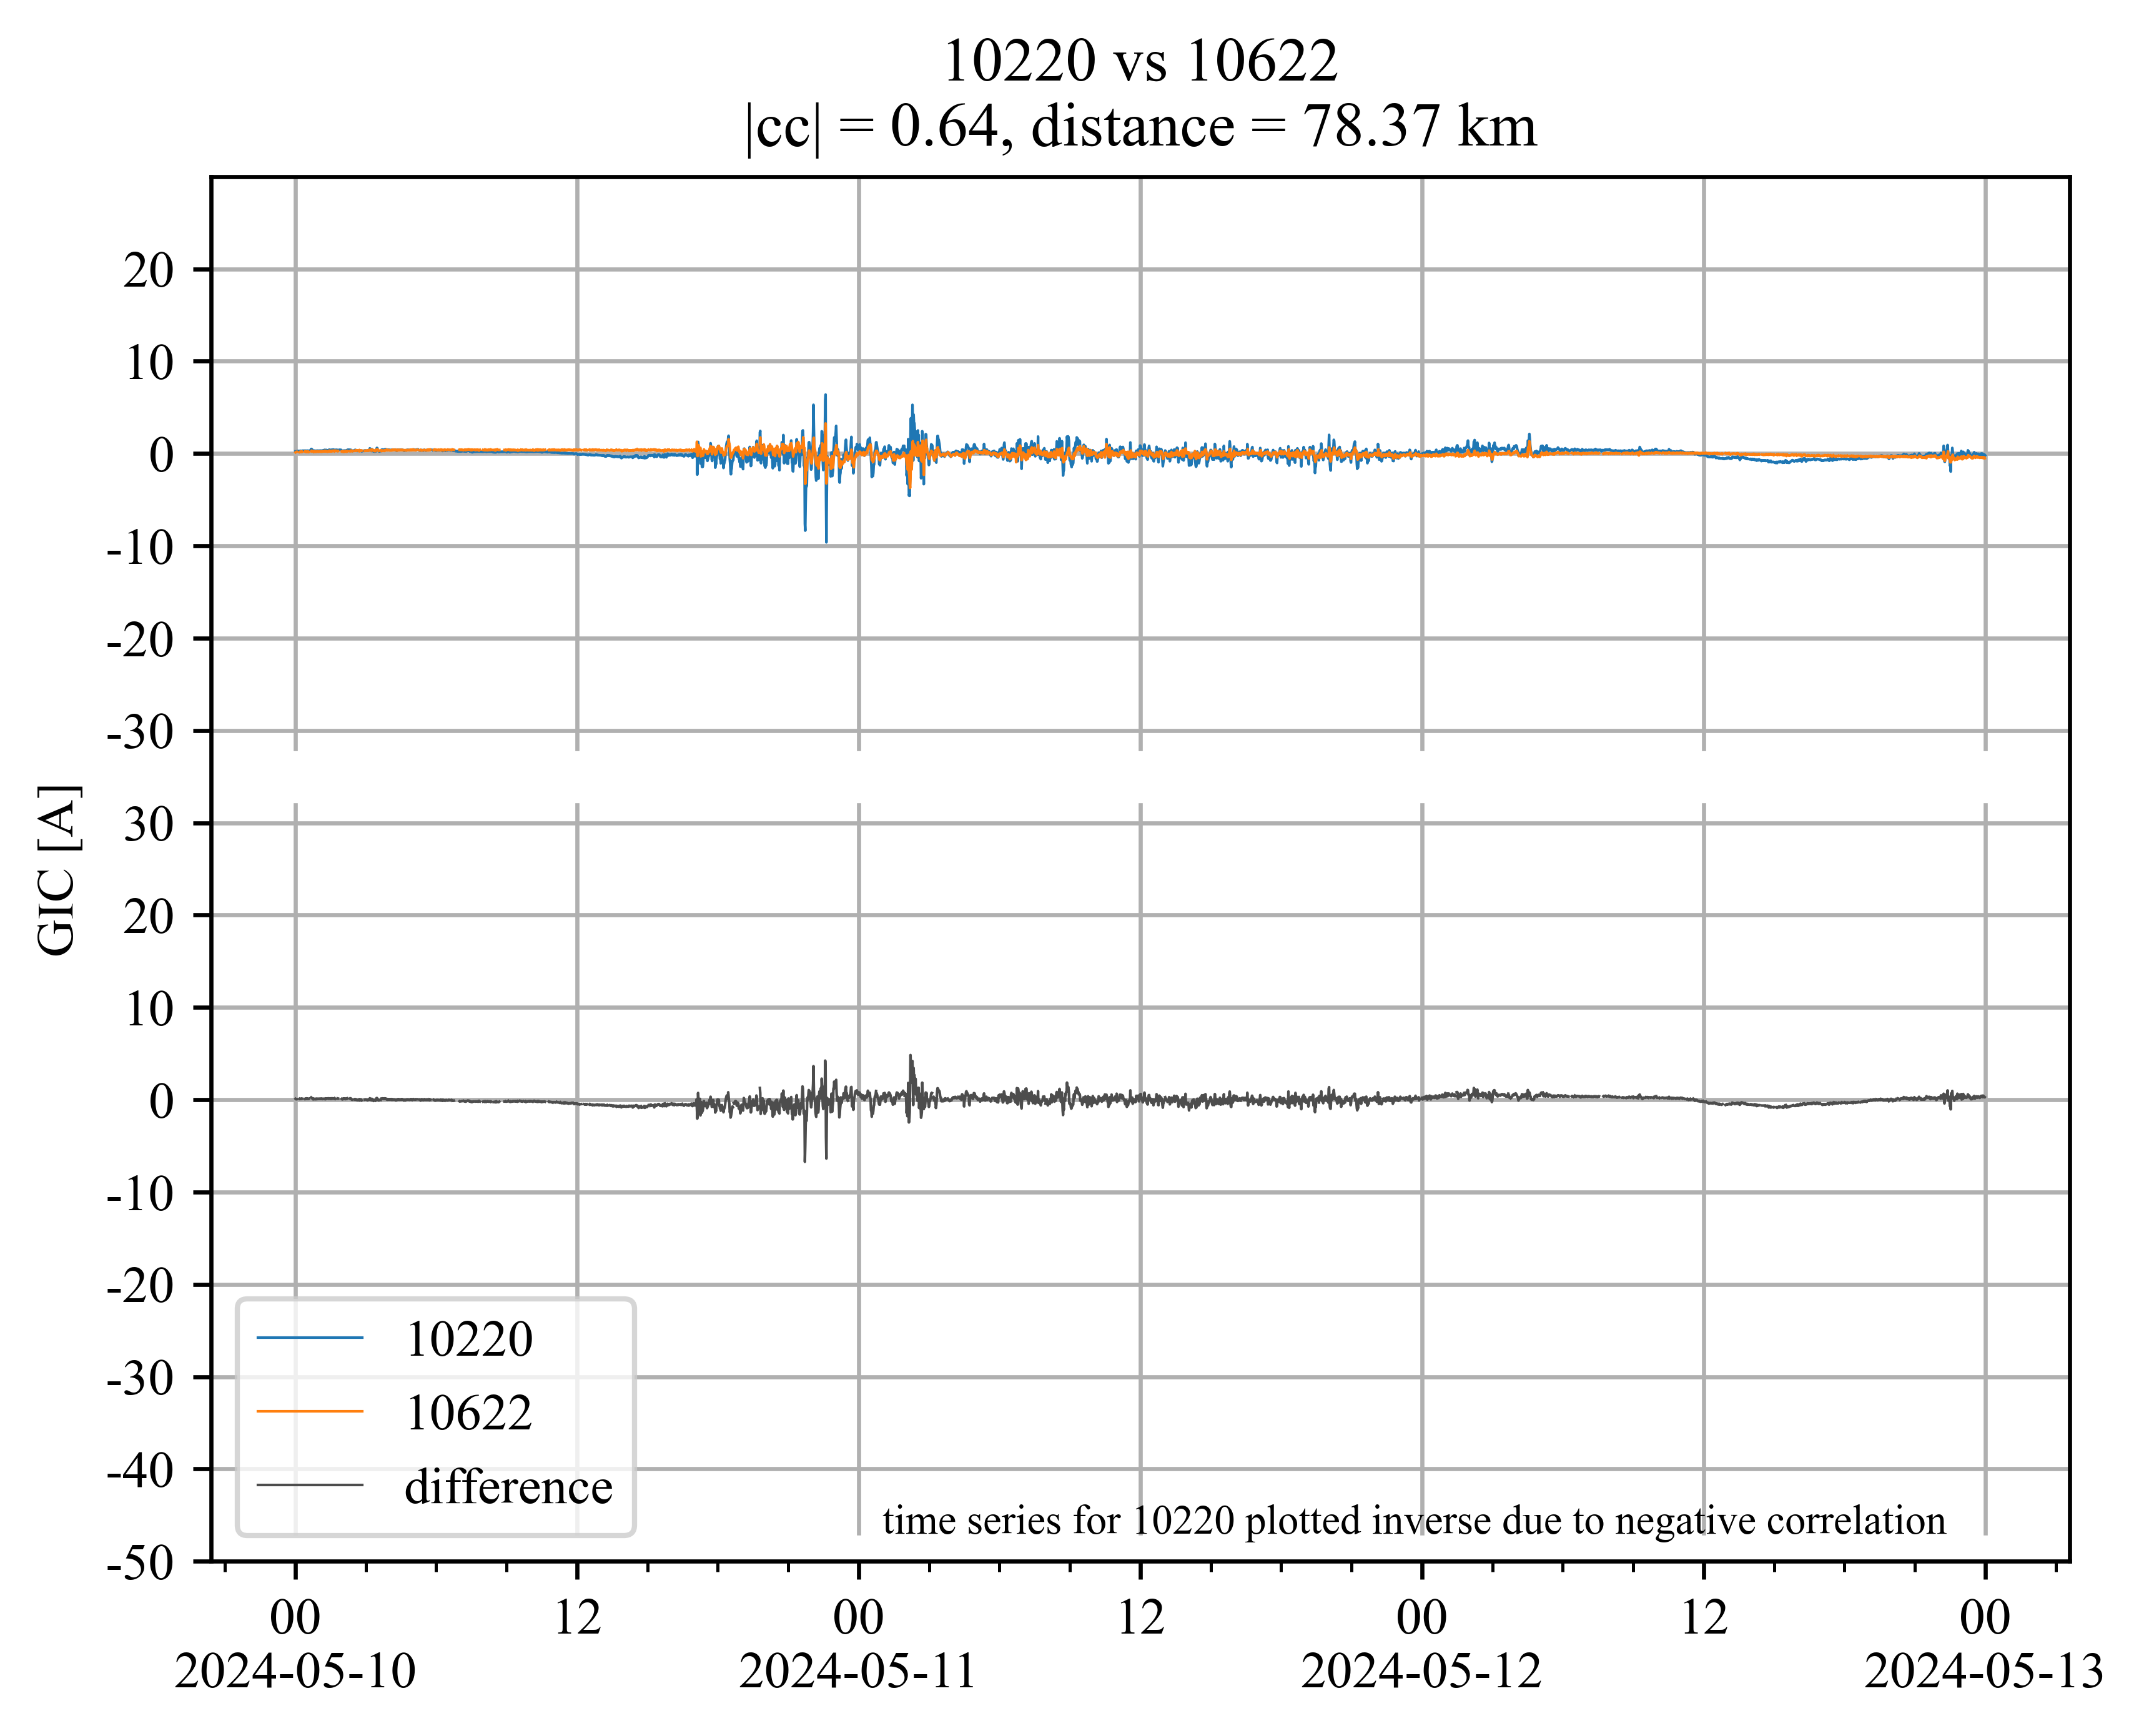 10220 vs 10622
|cc| = 0.64, distance = 78.37 km
GIC [A]
20
10
0
-10
-20
-30
30
20
10
0
-10
-20
-30
-40
-50
10220
10622
difference
time series for 10220 plotted inverse due to negative correlation
00 12 00 12 00 12 00
2024-05-10 2024-05-11 2024-05-12 2024-05-13